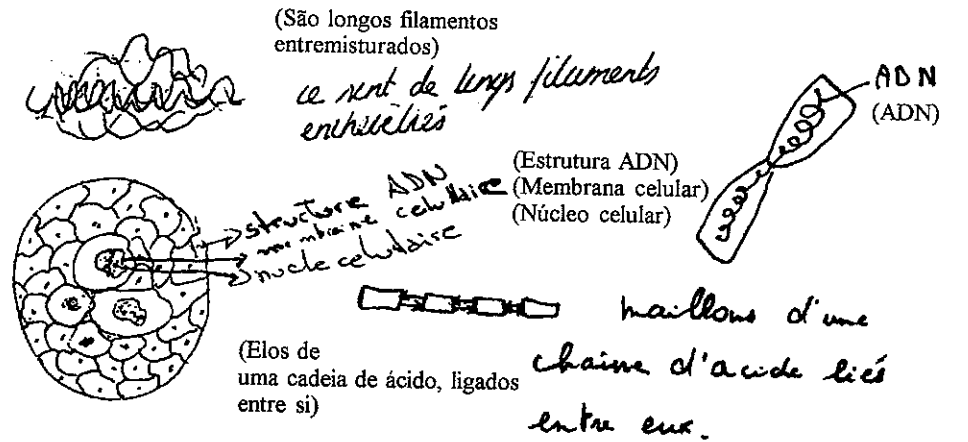 (São longos filamentos
entremisturados)
ce sont de longs filaments
enchevêtrés
ADN
(ADN)
structure ADN
membrane cellulaire
nucle cellulaire
(Estrutura ADN)
(Membrana celular)
(Núcleo celular)
maillons d'une
chaine d'acide liés
entre eux.
(Elos de
uma cadeia de ácido, ligados
entre si)